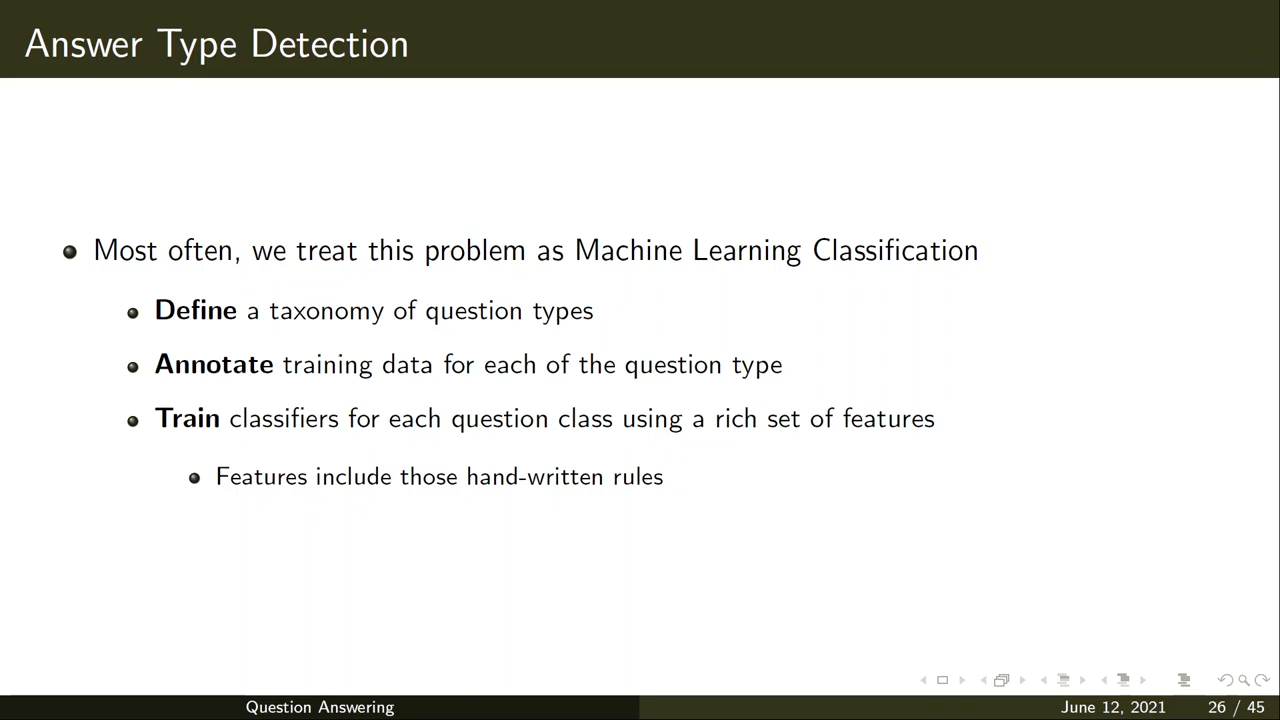 Answer Type Detection
Most often, we treat this problem as Machine Learning Classification
Define a taxonomy of question types
Annotate training data for each of the question type
Train classifiers for each question class using a rich set of features
Features include those hand-written rules
Question Answering
June 12, 2021
26 / 45